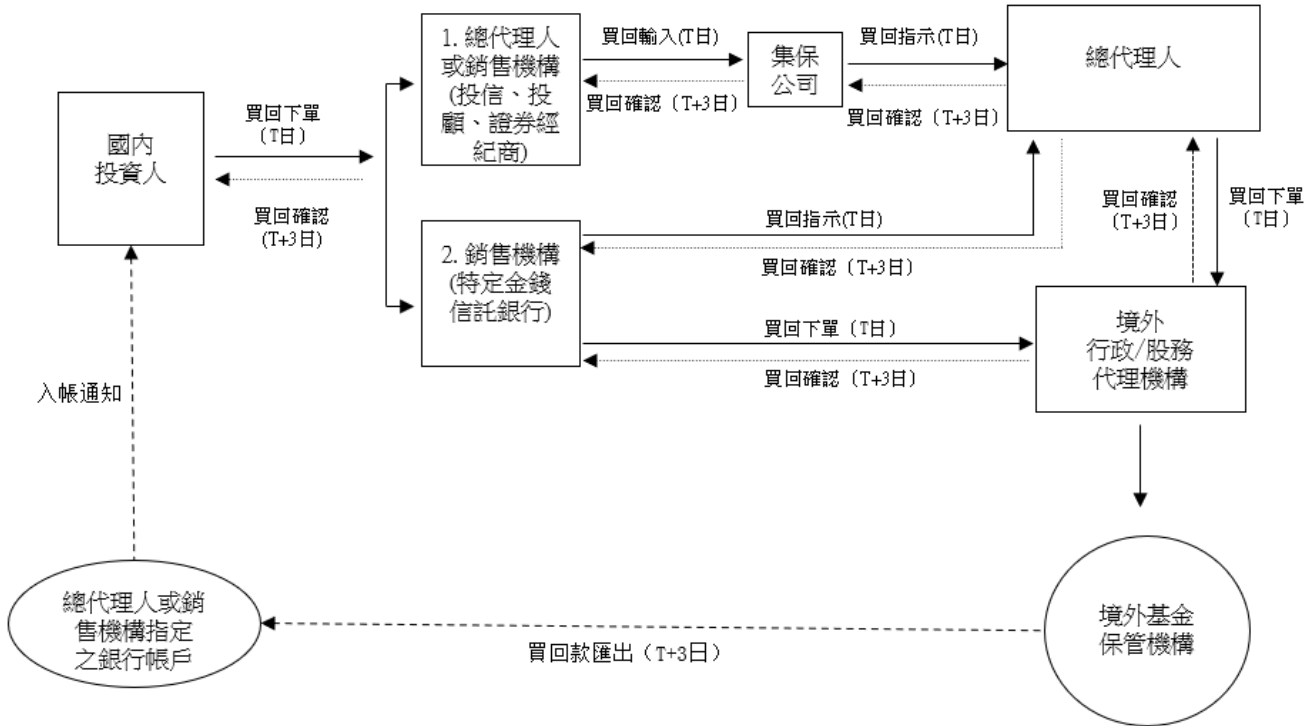 國內
投資人
買回下單
（T日）
買回確認
(T+3日)
1. 總代理人
或銷售機構
(投信、投
顧、證券經
紀商)
買回輸入(T日)
買回確認〔T+3日〕
集保
公司
買回指示(T日)
買回確認〔T+3日〕
總代理人
2. 銷售機構
(特定金錢
信託銀行)
買回指示(T日)
買回確認〔T+3日〕
買回下單（T日）
買回確認〔T+3日〕
買回確認
（T+3日）
買回下單
（T日）
境外
行政/股務
代理機構
境外基金
保管機構
買回款匯出（T+3日）
總代理人或銷
售機構指定
之銀行帳戶
入帳通知